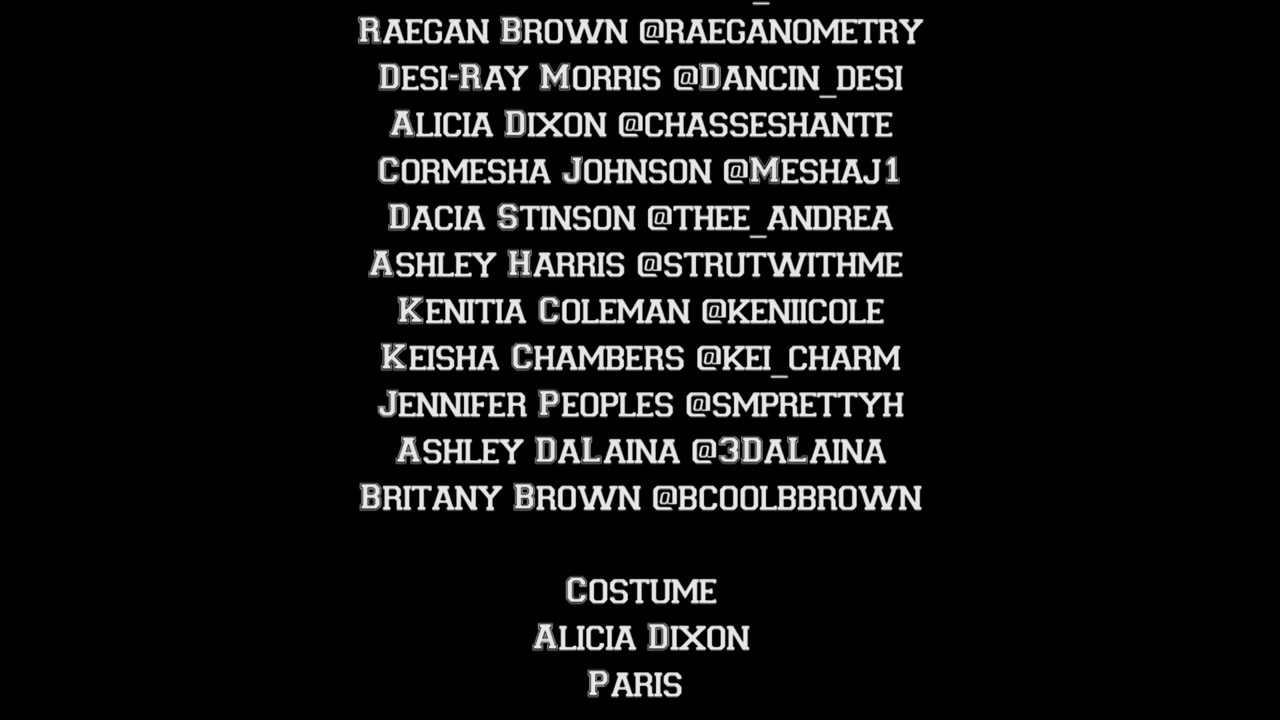 Raegan Brown @raeganometry
Desi-Ray Morris @Dancin_desi
Alicia Dixon @chasseshante
Cormesha Johnson @MeshaJ1
Dacia Stinson @thee_andrea
Ashley Harris @strutwithme
Kenitia Coleman @keniicole
Keisha Chambers @kei_charm
Jennifer Peoples @smprettyh
Ashley DaLaina @3DaLaina
Britany Brown @bcoolbbrown
Costume
Alicia Dixon
Paris